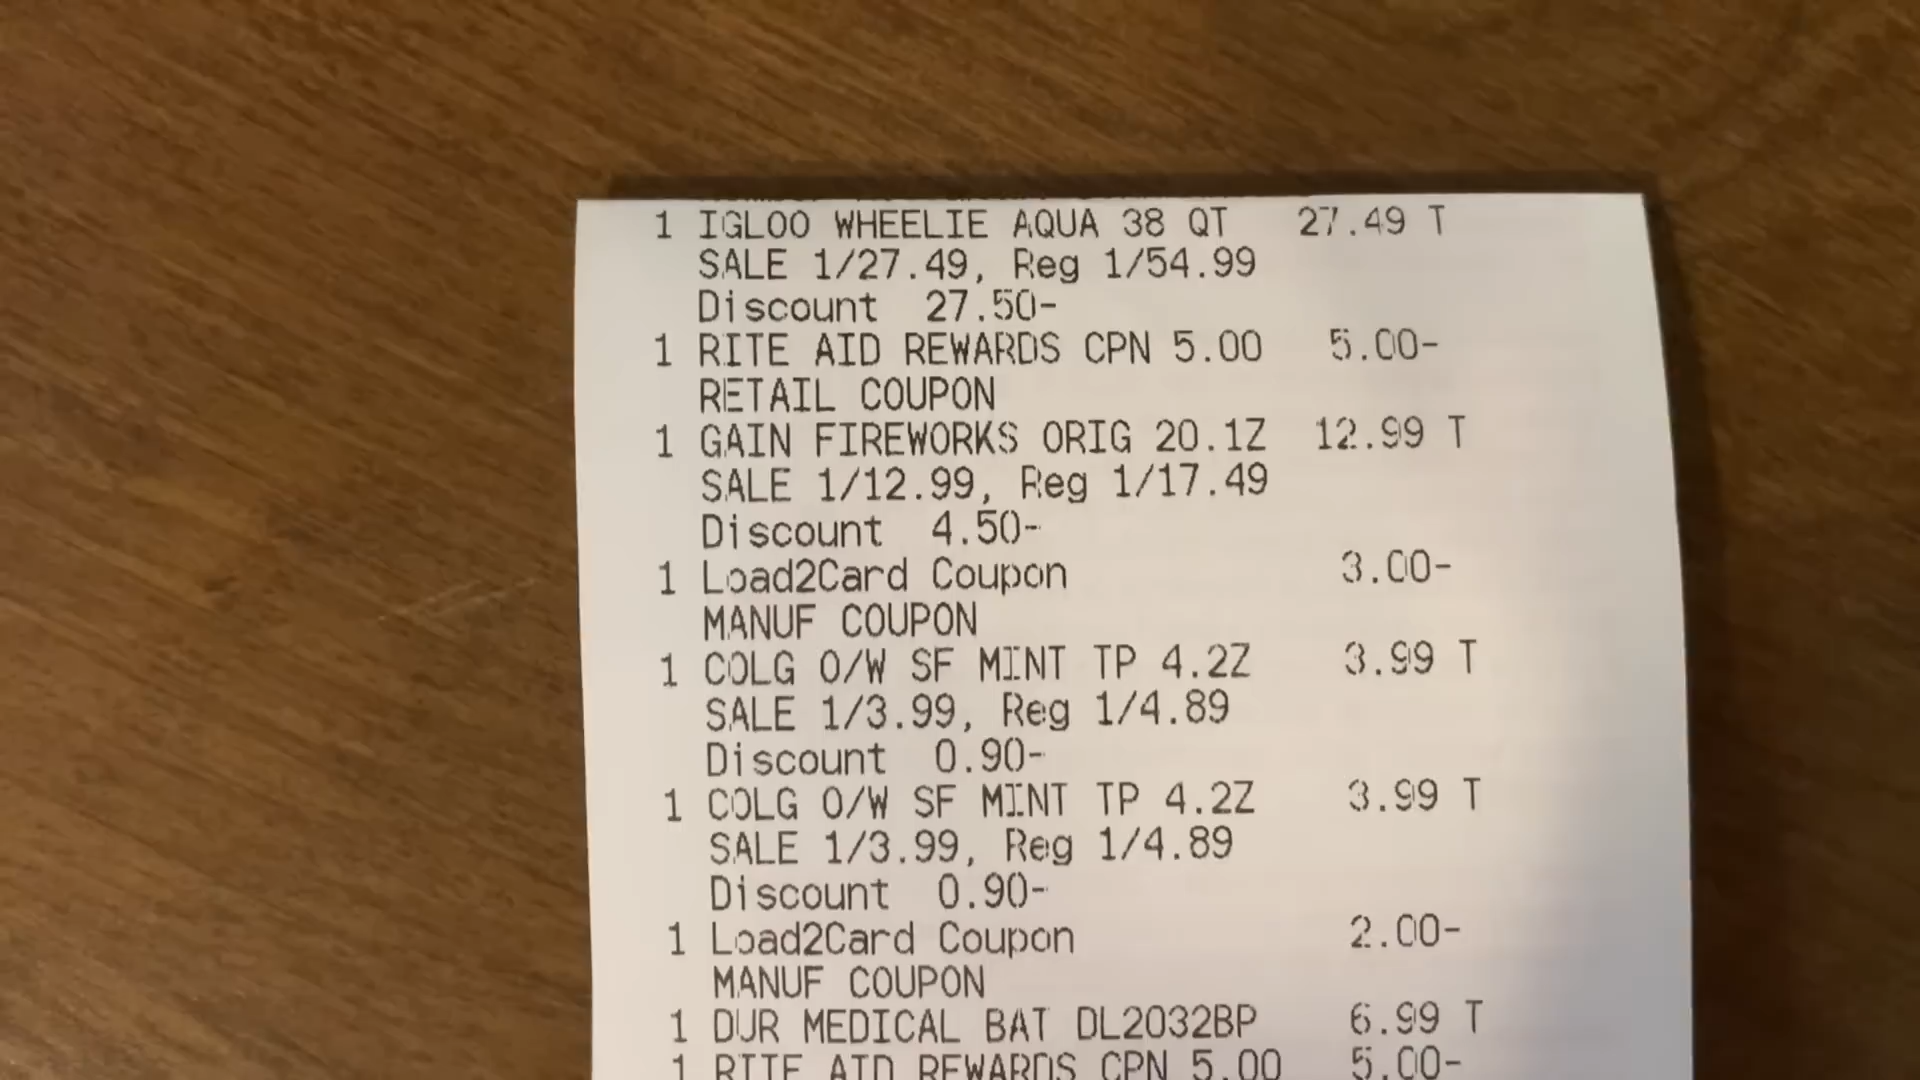 1 IGLOO WHEELIE AQUA 38 QT 27.49 T
SALE 1/27.49, Reg 1/54.99
Discount 27.50-
1 RITE AID REWARDS CPN 5.00 5.00-
RETAIL COUPON
1 GAIN FIREWORKS ORIG 20.1Z 12.99 T
SALE 1/12.99, Reg 1/17.49
Discount 4.50-
1 Load2Card Coupon 3.00-
MANUF COUPON
1 COLG O/W SF MINT TP 4.2Z 3.99 T
SALE 1/3.99, Reg 1/4.89
Discount 0.90-
1 COLG O/W SF MINT TP 4.2Z 3.99 T
SALE 1/3.99, Reg 1/4.89
Discount 0.90-
1 Load2Card Coupon 2.00-
MANUF COUPON
1 DUR MEDICAL BAT DL2032BP 6.99 T
1 RITE AID REWARDS CPN 5.00 5.00-